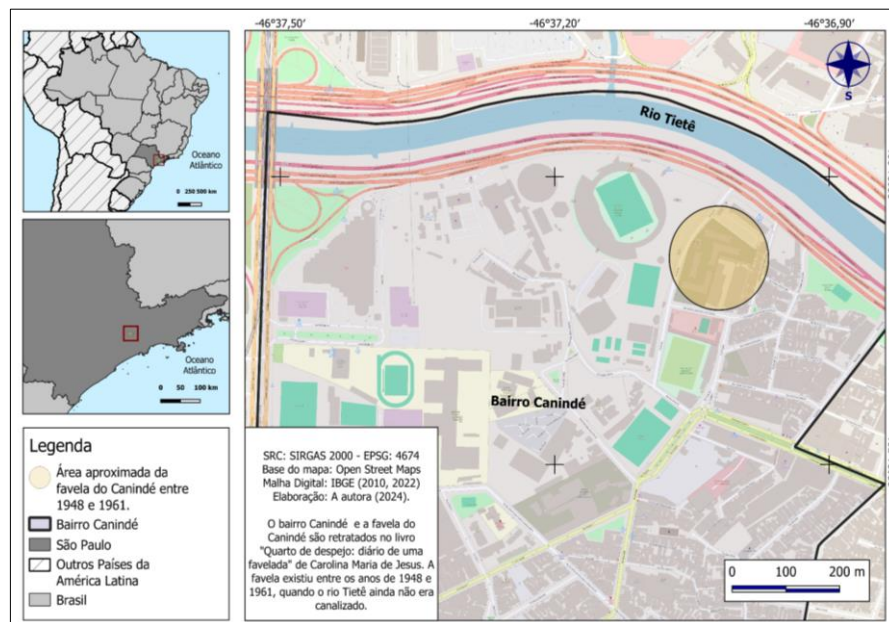 -46°37,50'
-46°37,20'
-46°36,90'
Oceano
Atlântico
0 250 500 km
Oceano
Atlântico
0 50 100 km
Rio Tietê
S
Bairro Canindé
Legenda
Área aproximada da
favela do Canindé entre
1948 e 1961.
Bairro Canindé
São Paulo
Outros Países da
América Latina
Brasil
SRC: SIRGAS 2000 - EPSG: 4674
Base do mapa: Open Street Maps
Malha Digital: IBGE (2010, 2022)
Elaboração: A autora (2024).
O bairro Canindé e a favela do
Canindé são retratados no livro
"Quarto de despejo: diário de uma
favelada" de Carolina Maria de Jesus. A
favela existiu entre os anos de 1948 e
1961, quando o rio Tietê ainda não era
canalizado.
0 100 200 m